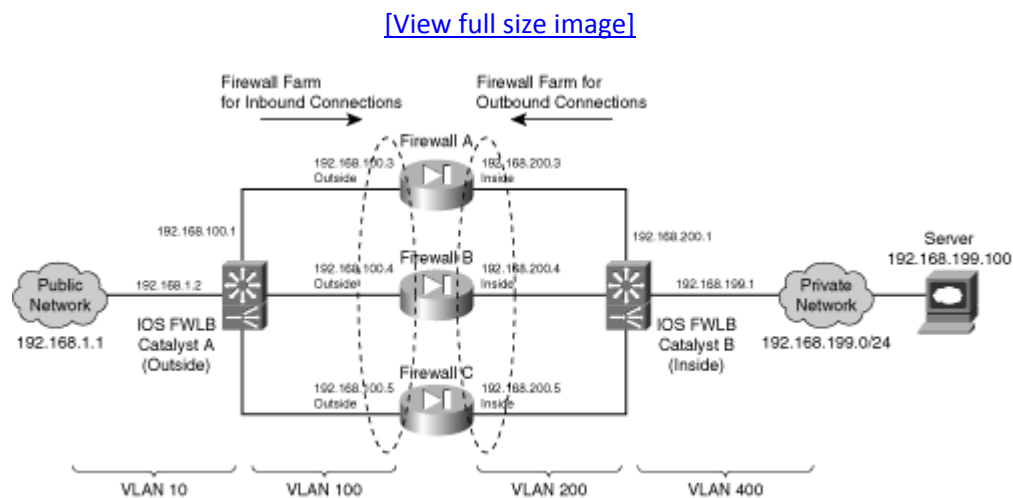 [View full size image]
Firewall Farm
for Inbound Connections
Firewall Farm for
Outbound Connections
Firewall A
192.168.100.3
Outside
192.168.200.3
Inside
192.168.100.1
192.168.200.1
Server
192.168.199.100
Firewall B
192.168.100.4
Outside
192.168.200.4
Inside
Public
Network
192.168.1.2
192.168.199.1
Private
Network
192.168.1.1
IOS FWLB
Catalyst A
(Outside)
IOS FWLB
Catalyst B
(Inside)
192.168.199.0/24
Firewall C
192.168.100.5
Outside
192.168.200.5
Inside
VLAN 10
VLAN 100
VLAN 200
VLAN 400